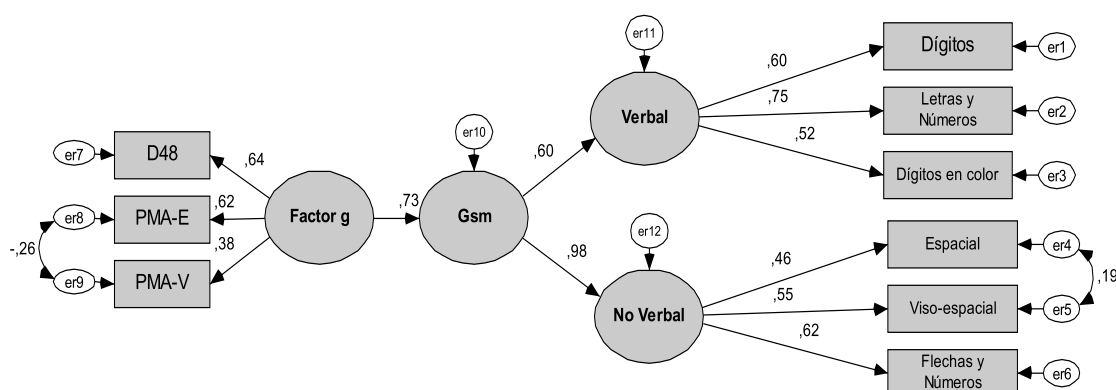 er11
Dígitos
er1
,60
,75
Letras y
Números
er2
Verbal
er10
,52
er7
D48
,64
,60
Dígitos en color
er3
er8
PMA-E
,62
Factor g
,73
Gsm
er12
-,26
,38
,98
Espacial
er4
,46
er9
PMA-V
,19
,55
No Verbal
Viso-espacial
er5
,62
Flechas y
Números
er6